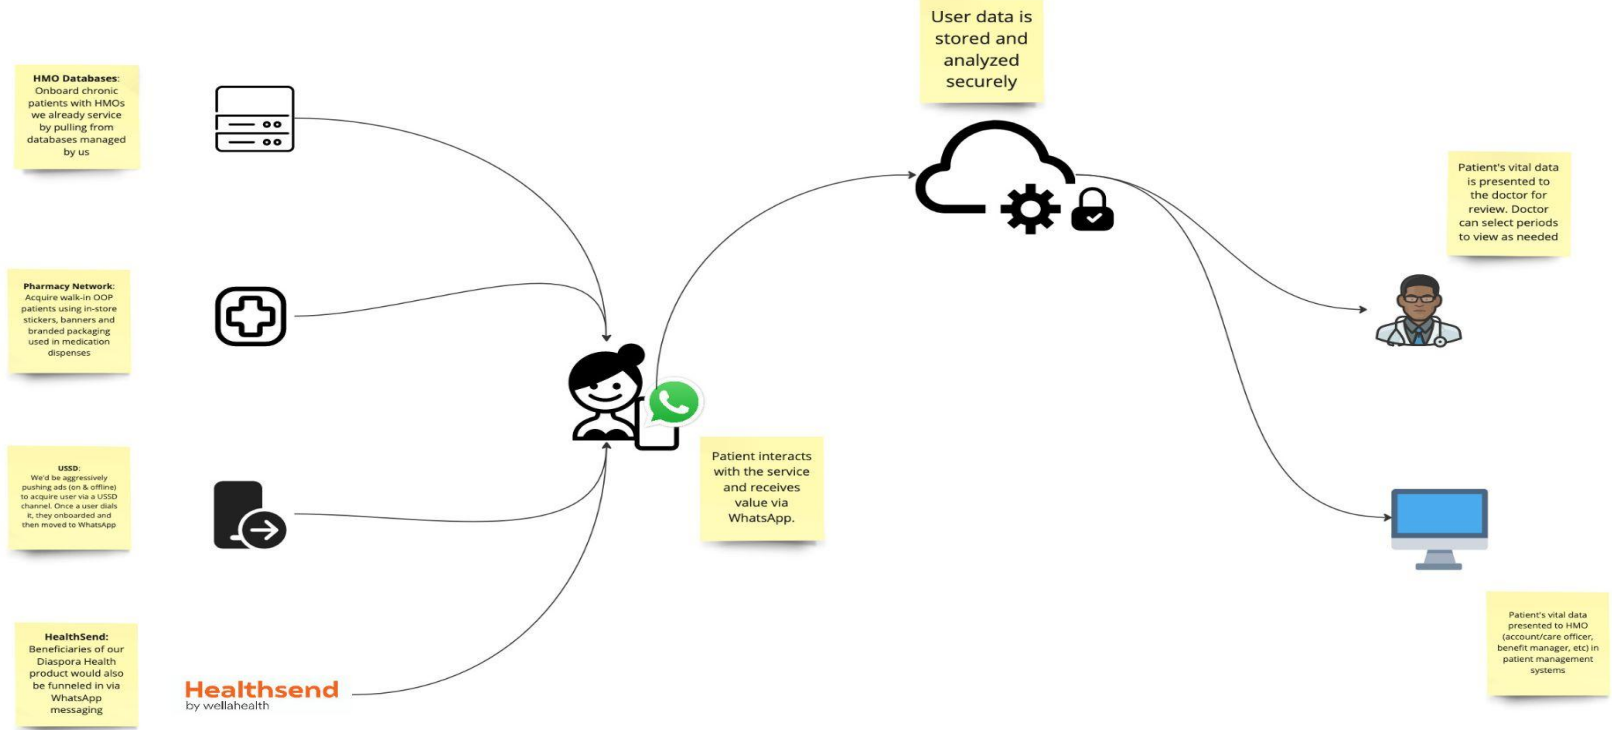 HMO Databases:
Onboard chronic
patients with HMOs
we already service
by pulling from
databases managed
by us
Pharmacy Network:
Acquire walk-in OOP
patients using in-store
stickers, banners and
branded packaging
used in medication
dispenses
USSD:
We'd be aggressively
pushing ads (on & offline)
to acquire user via a USSD
channel. Once a user dials
it, they onboarded and
then moved to WhatsApp
HealthSend:
Beneficiaries of our
Diaspora Health
product would also
be funneled in via
WhatsApp
messaging
Healthsend
by wellahealth
Patient interacts
with the service
and receives
value via
WhatsApp.
User data is
stored and
analyzed
securely
Patient's vital data
is presented to
the doctor for
review. Doctor
can select periods
to view as needed
Patient's vital data
presented to HMO
(account/care officer,
benefit manager, etc) in
patient management
systems